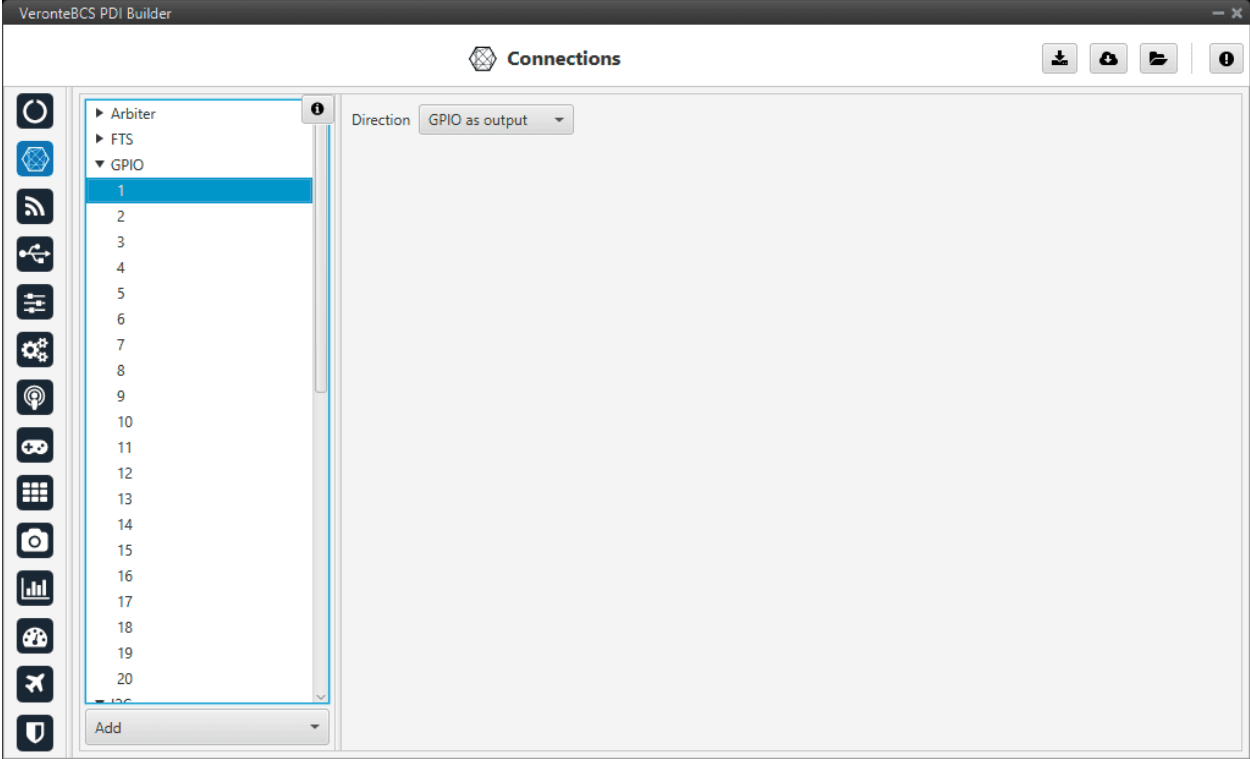 VeronteBCS PDI Builder
Connections
Arbiter
FTS
GPIO
1
2
3
4
5
6
7
8
9
10
11
12
13
14
15
16
17
18
19
20
Add
Direction GPIO as output